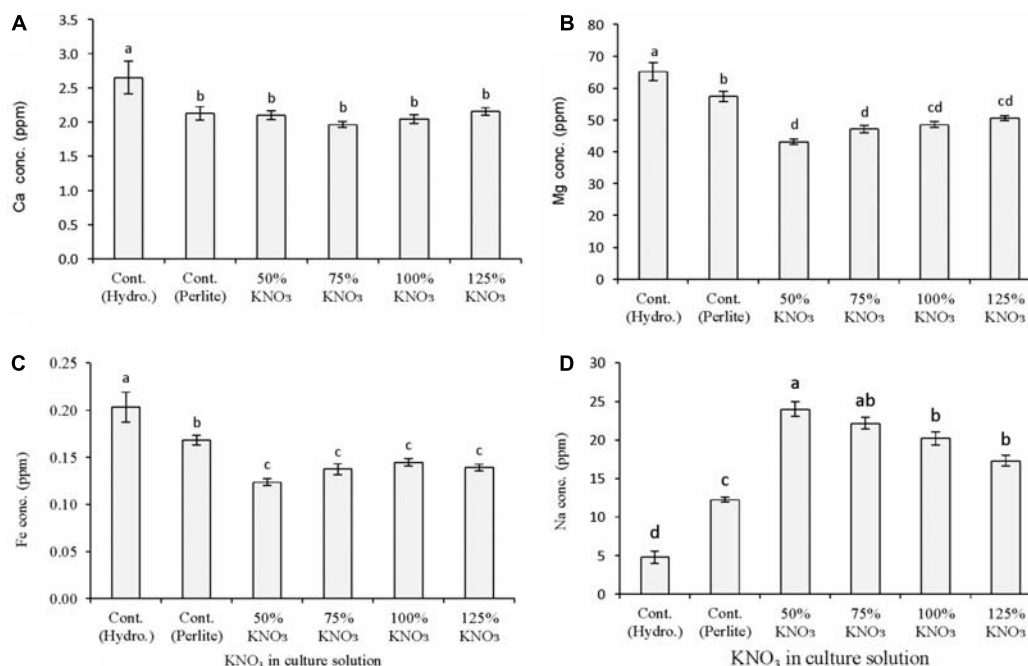 A
3.5
3.0
2.5
2.0
1.5
1.0
0.5
0.0
Ca conc. (ppm)
a
b
b
b
b
b
Cont. (Hydro.)
Cont. (Perlite)
50% KNO₃
75% KNO₃
100% KNO₃
125% KNO₃
B
80
70
60
50
40
30
20
10
0
Mg conc. (ppm)
a
b
d
d
cd
cd
Cont. (Hydro.)
Cont. (Perlite)
50% KNO₃
75% KNO₃
100% KNO₃
125% KNO₃
C
0.25
0.20
0.15
0.10
0.05
0.00
Fe conc. (ppm)
a
b
c
c
c
c
Cont. (Hydro.)
Cont. (Perlite)
50% KNO₃
75% KNO₃
100% KNO₃
125% KNO₃
KNO₃ in culture solution
D
30
25
20
15
10
5
0
Na conc. (ppm)
d
c
a
ab
b
b
Cont. (Hydro.)
Cont. (Perlite)
50% KNO₃
75% KNO₃
100% KNO₃
125% KNO₃
KNO₃ in culture solution